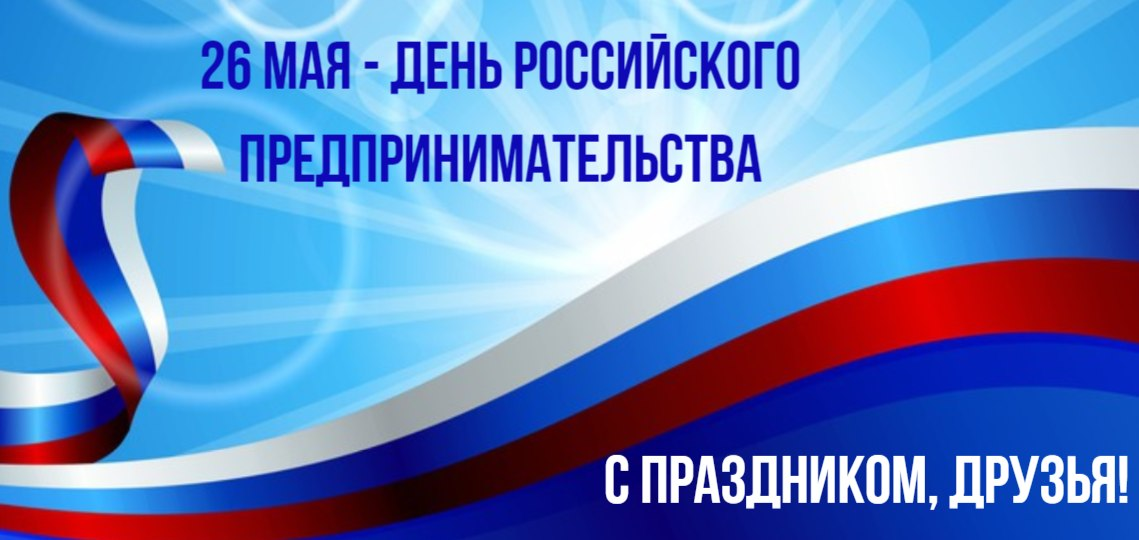 26 МАЯ - ДЕНЬ РОССИЙСКОГО
ПРЕДПРИНИМАТЕЛЬСТВА
С ПРАЗДНИКОМ, ДРУЗЬЯ!